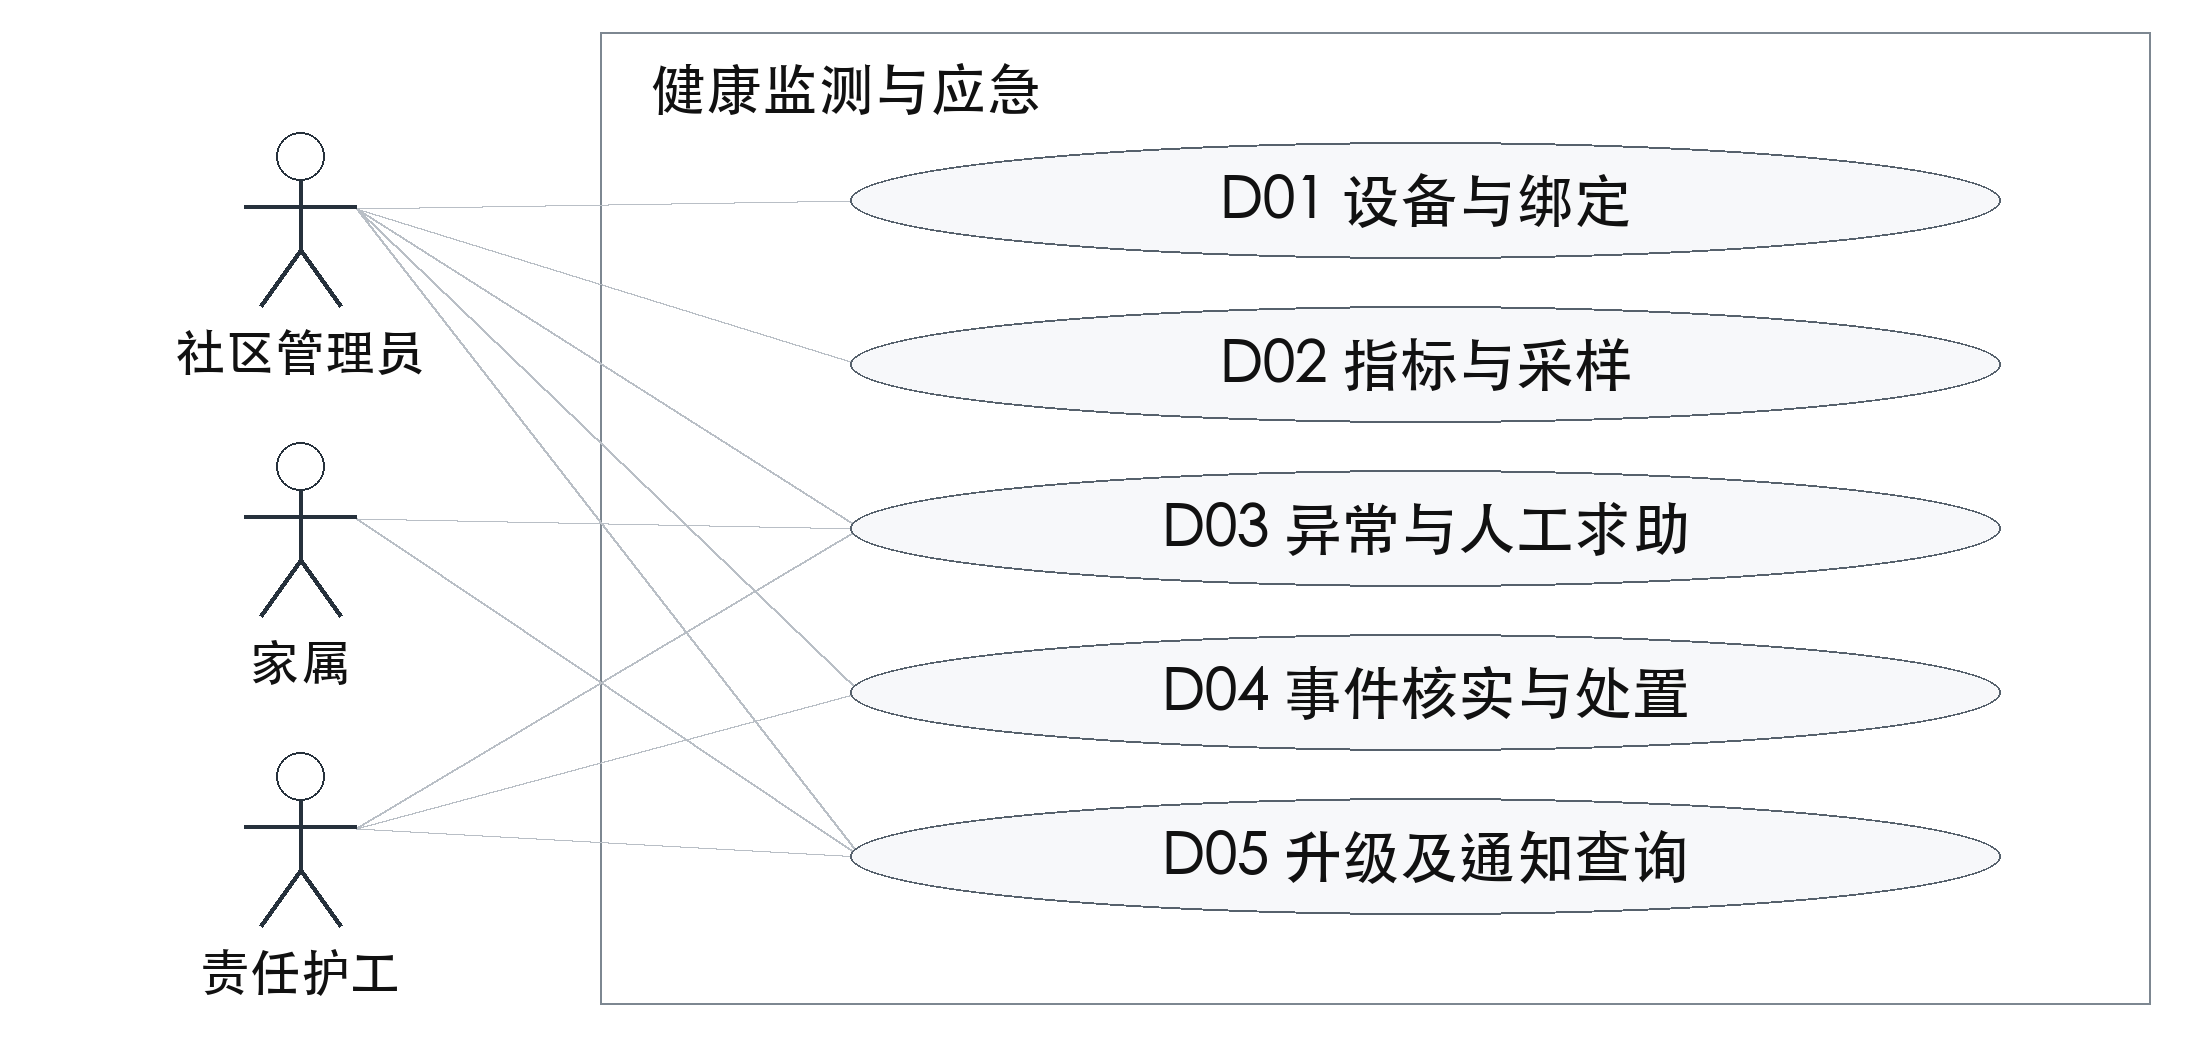 健康监测与应急
D01 设备与绑定
社区管理员
D02 指标与采样
D03 异常与人工求助
家属
D04 事件核实与处置
D05 升级及通知查询
责任护工